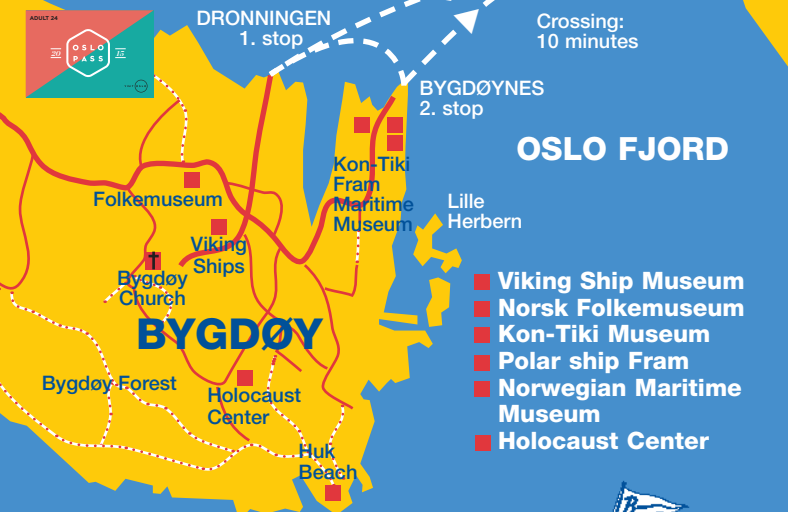 ADULT 24
20
OSLO
PASS
15
DRONNINGEN
1. stop
Crossing:
10 minutes
BYGDØYNES
2. stop
OSLO FJORD
Kon-Tiki
Fram
Maritime
Museum
Folkemuseum
Lille
Herbern
Viking
Ships
Bygdøy
Church
BYGDØY
Bygdøy Forest
Holocaust
Center
Huk
Beach
Viking Ship Museum
Norsk Folkemuseum
Kon-Tiki Museum
Polar ship Fram
Norwegian Maritime
Museum
Holocaust Center
B